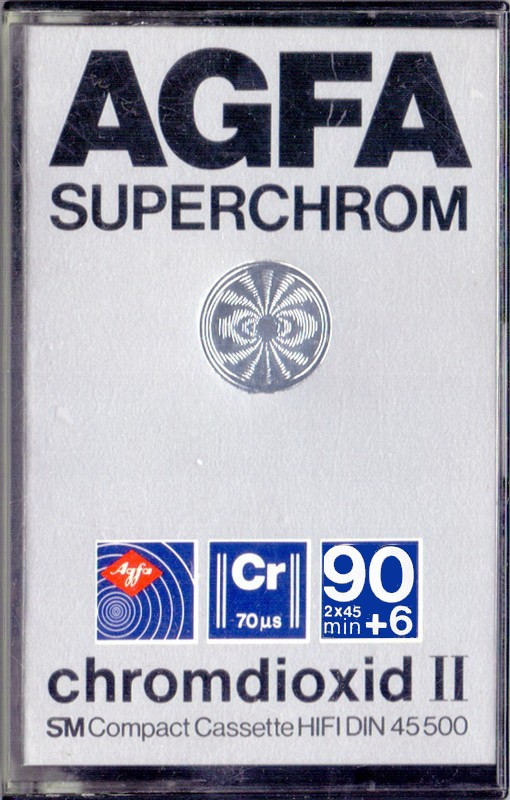 AGFA
SUPERCHROM
Agfa
Cr
70 µs
90
2x45
min +6
chromdioxid II
SM Compact Cassette HIFI DIN 45 500